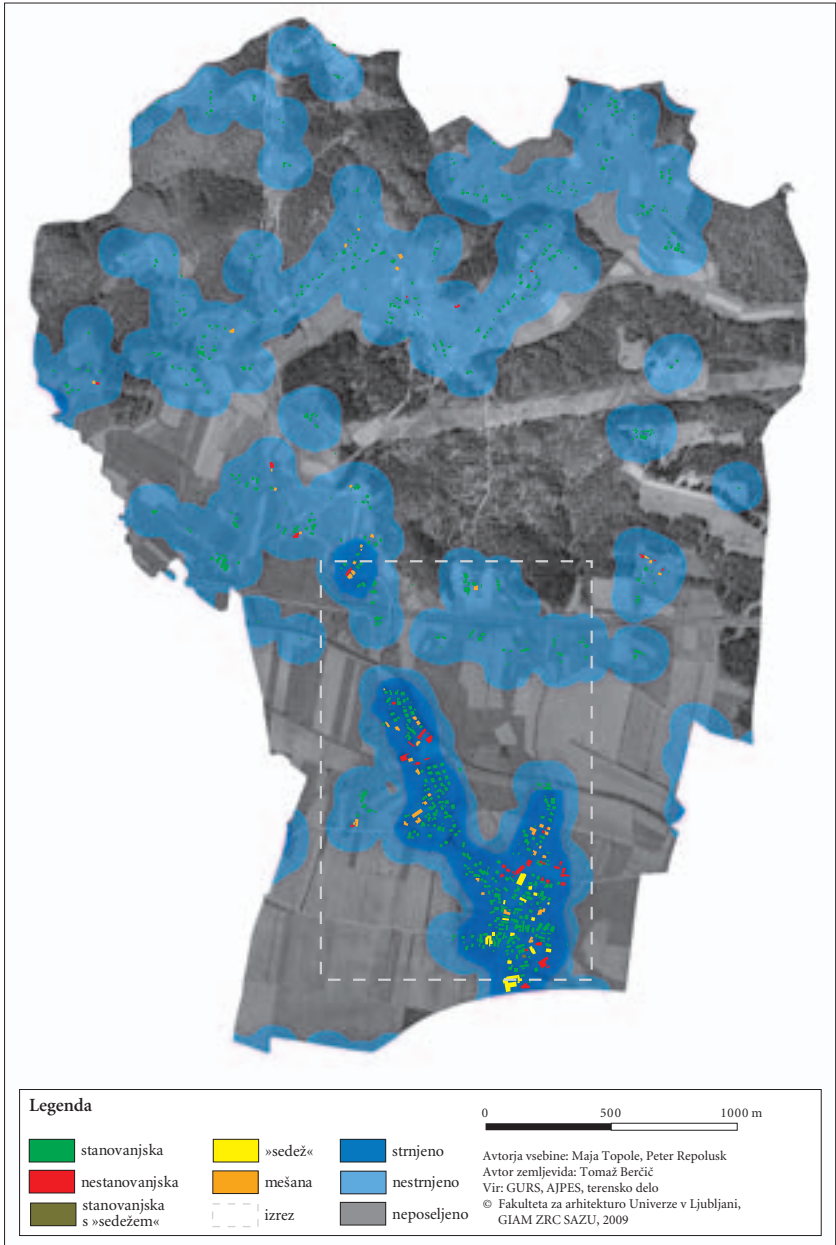 Legenda
stanovanjska
nestanovanjska
stanovanjska
s »sedežem«
»sedež«
mešana
izrez
strnjeno
nestrnjeno
neposeljeno
0 500 1000 m
Avtorja vsebine: Maja Topole, Peter Repolusk
Avtor zemljevida: Tomaž Berčič
Vir: GURS, AJPES, terensko delo
© Fakulteta za arhitekturo Univerze v Ljubljani,
GIAM ZRC SAZU, 2009